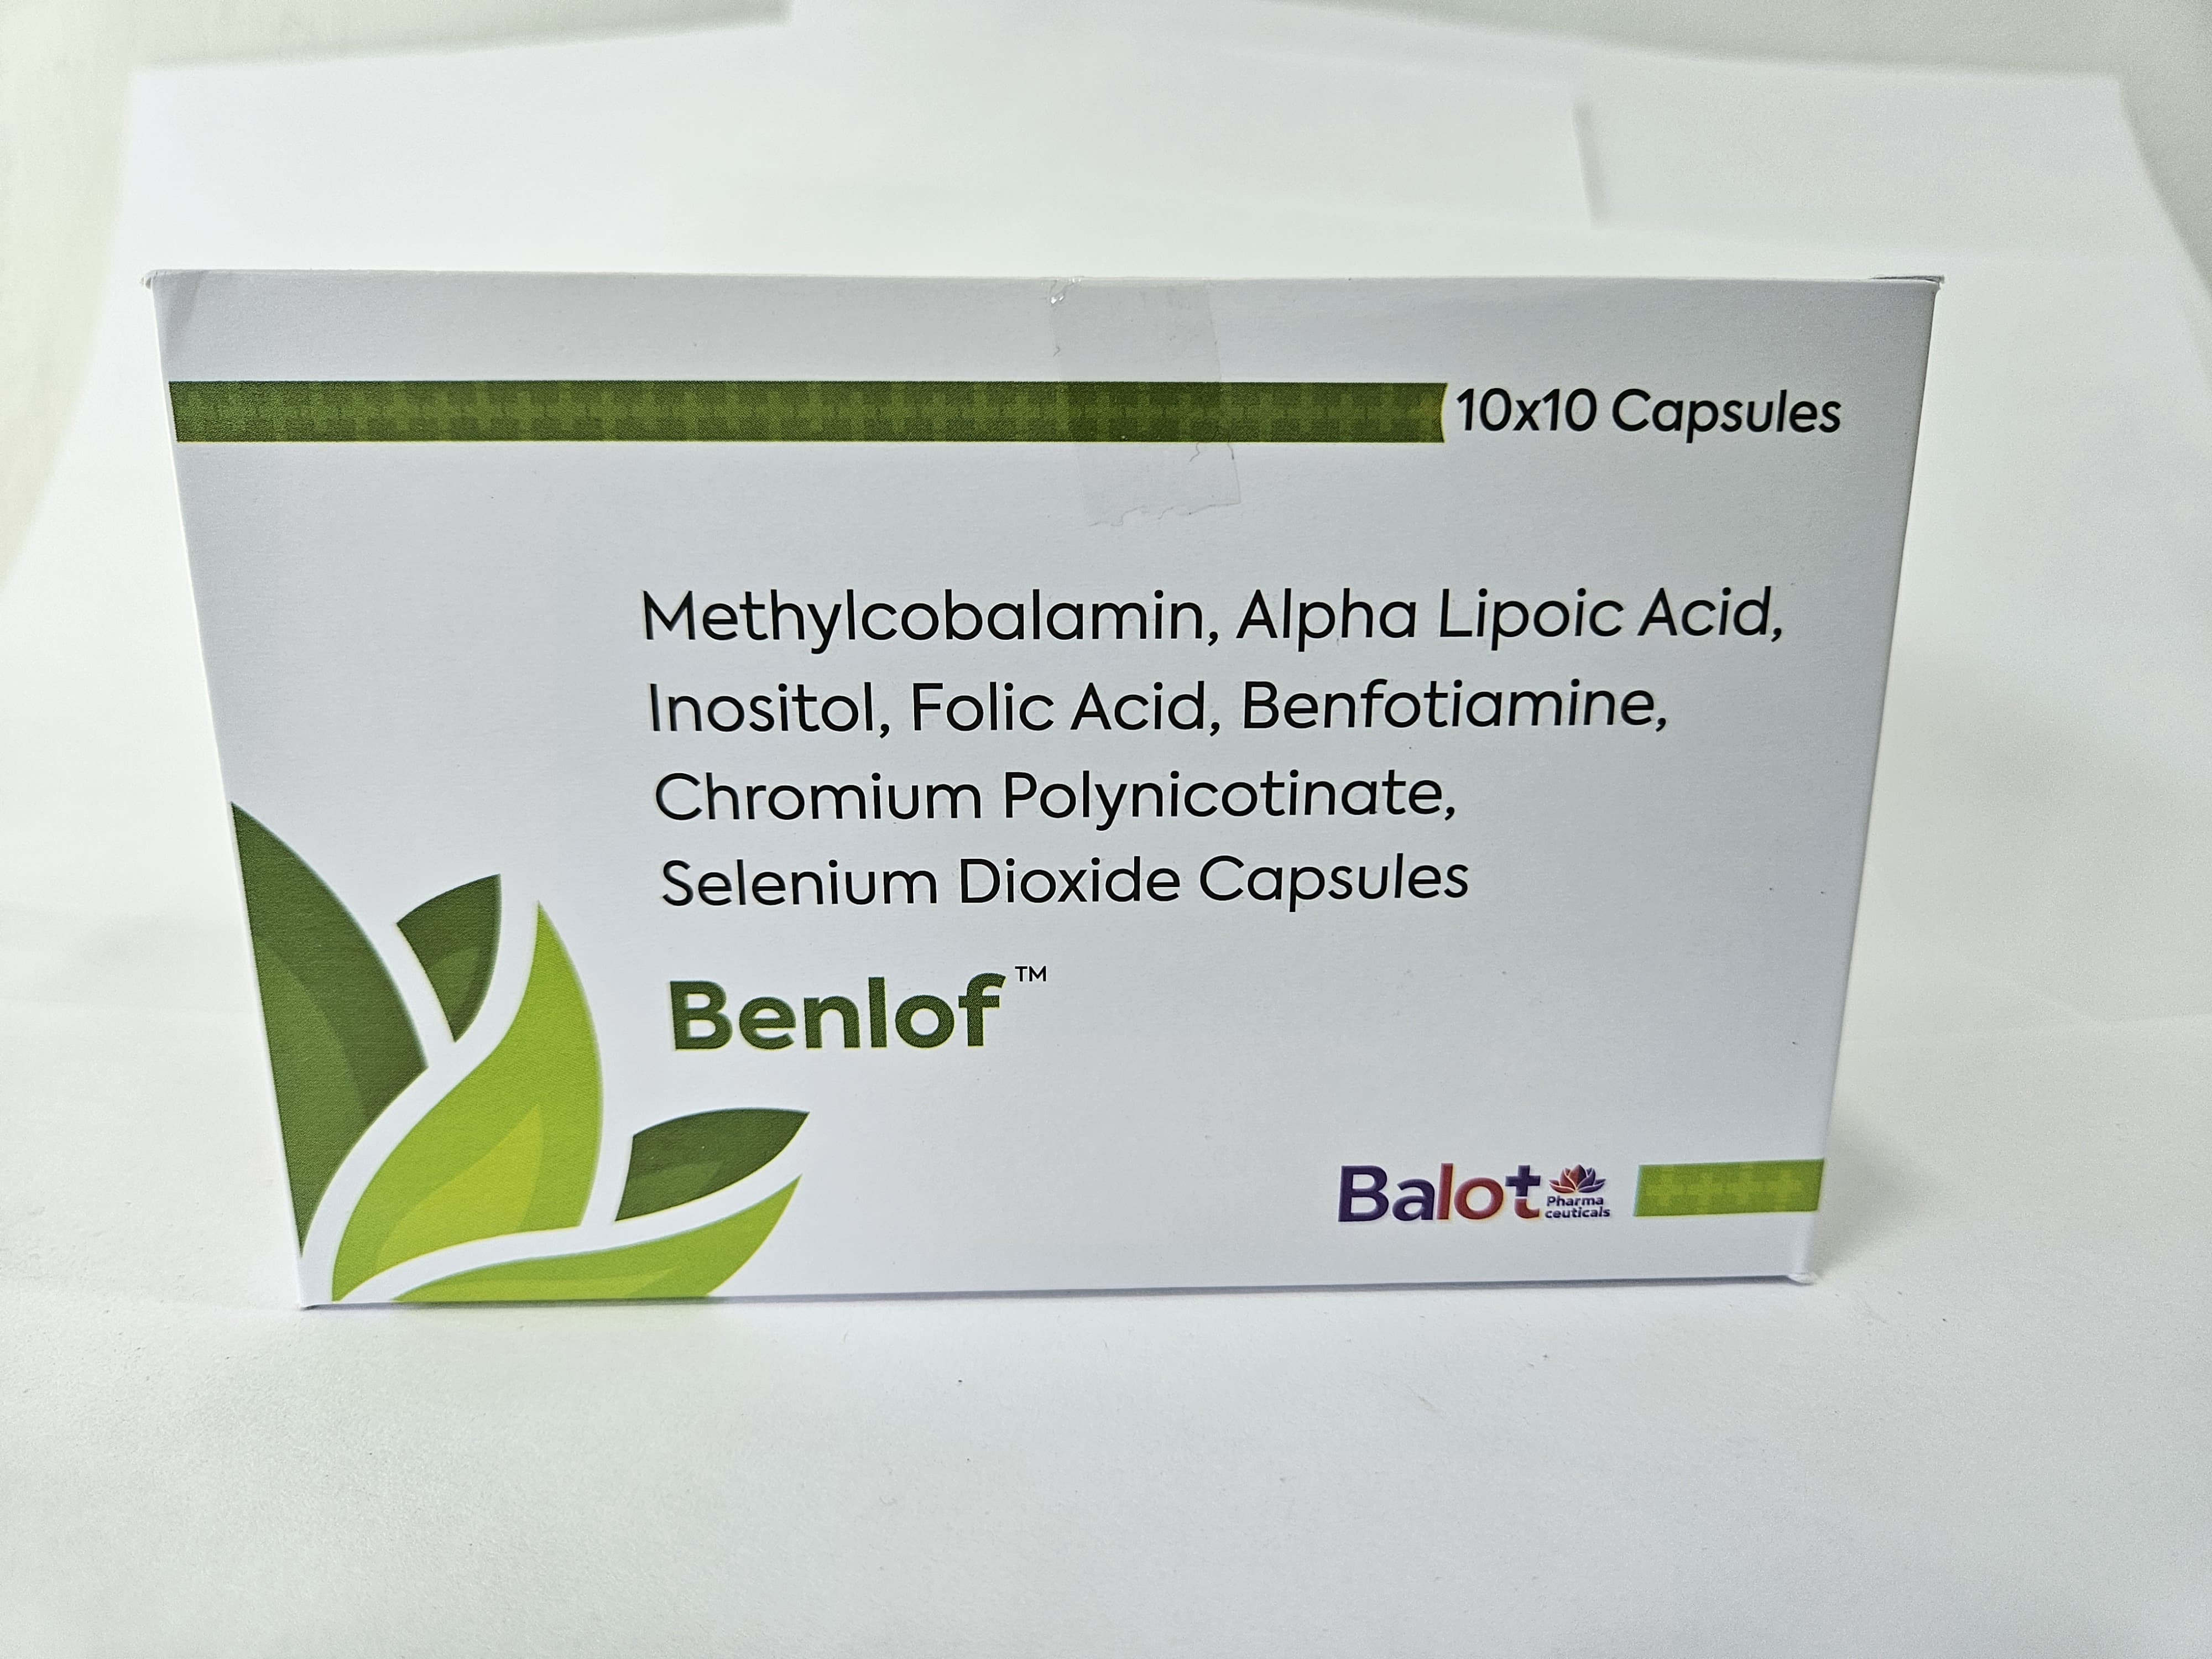 10x10 Capsules
Methylcobalamin, Alpha Lipoic Acid,
Inositol, Folic Acid, Benfotiamine,
Chromium Polynicotinate,
Selenium Dioxide Capsules
Benlof™
Balot
Pharma
ceuticals